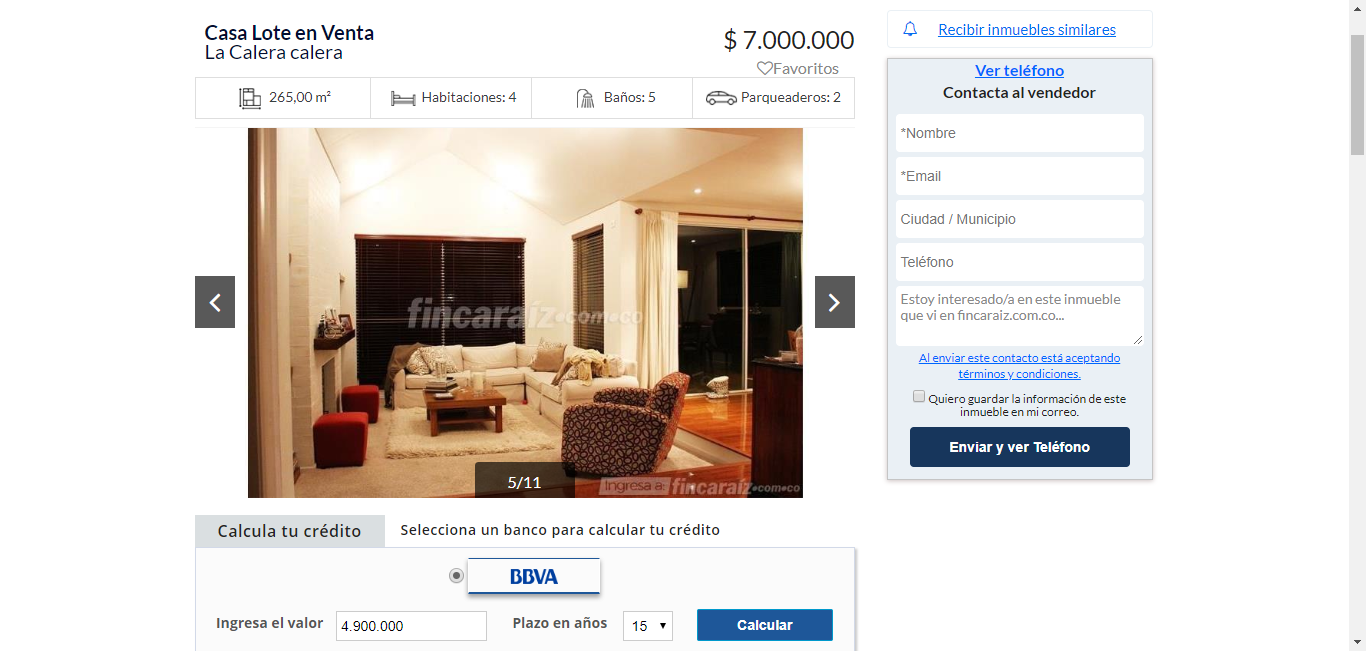 Casa Lote en Venta
La Calera calera
$ 7.000.000
Favoritos
265,00 m²
Habitaciones: 4
Baños: 5
Parqueaderos: 2
fincaraiz.com.co
5/11
Ingresa a: fincaraiz.com.co
Calcula tu crédito
Selecciona un banco para calcular tu crédito
BBVA
Ingresa el valor
4.900.000
Plazo en años
15
Calcular
Recibir inmuebles similares
Ver teléfono
Contacta al vendedor
*Nombre
*Email
Ciudad / Municipio
Teléfono
Estoy interesado/a en este inmueble
que vi en fincaraiz.com.co...
Al enviar este contacto está aceptando
términos y condiciones.
Quiero guardar la información de este
inmueble en mi correo.
Enviar y ver Teléfono